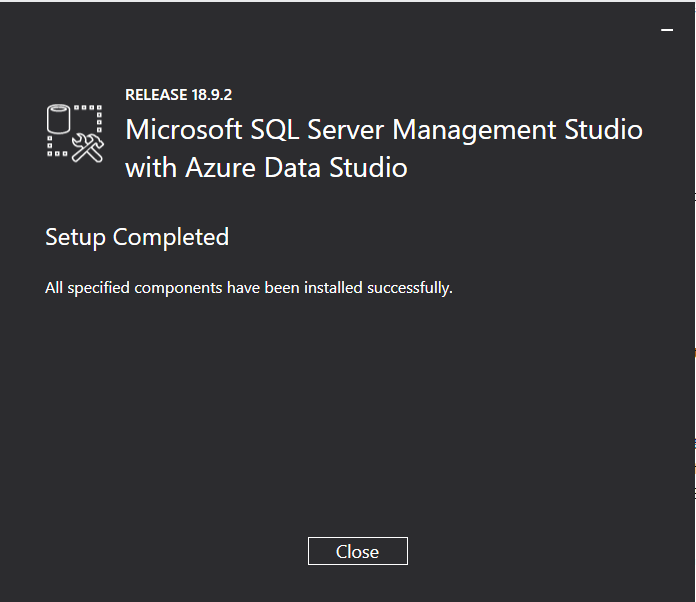 RELEASE 18.9.2
Microsoft SQL Server Management Studio
with Azure Data Studio
Setup Completed
All specified components have been installed successfully.
Close